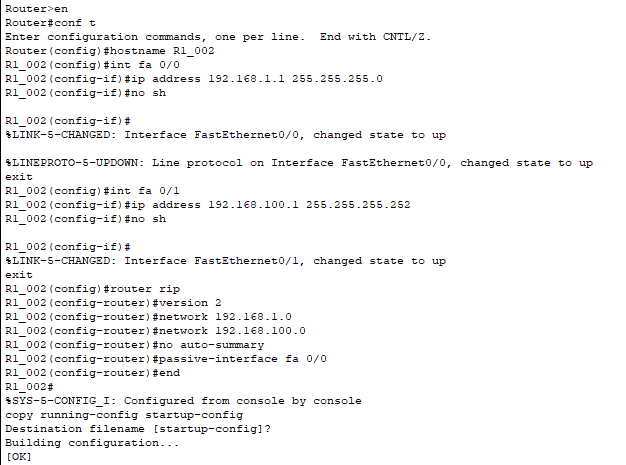 Router>en
Router#conf t
Enter configuration commands, one per line.  End with CNTL/Z.
Router(config)#hostname R1_002
R1_002(config)#int fa 0/0
R1_002(config-if)#ip address 192.168.1.1 255.255.255.0
R1_002(config-if)#no sh
R1_002(config-if)#
%LINK-5-CHANGED: Interface FastEthernet0/0, changed state to up
%LINEPROTO-5-UPDOWN: Line protocol on Interface FastEthernet0/0, changed state to up
exit
R1_002(config)#int fa 0/1
R1_002(config-if)#ip address 192.168.100.1 255.255.255.252
R1_002(config-if)#no sh
R1_002(config-if)#
%LINK-5-CHANGED: Interface FastEthernet0/1, changed state to up
exit
R1_002(config)#router rip
R1_002(config-router)#version 2
R1_002(config-router)#network 192.168.1.0
R1_002(config-router)#network 192.168.100.0
R1_002(config-router)#no auto-summary
R1_002(config-router)#passive-interface fa 0/0
R1_002(config-router)#end
R1_002#
%SYS-5-CONFIG_I: Configured from console by console
copy running-config startup-config
Destination filename [startup-config]?
Building configuration...
[OK]